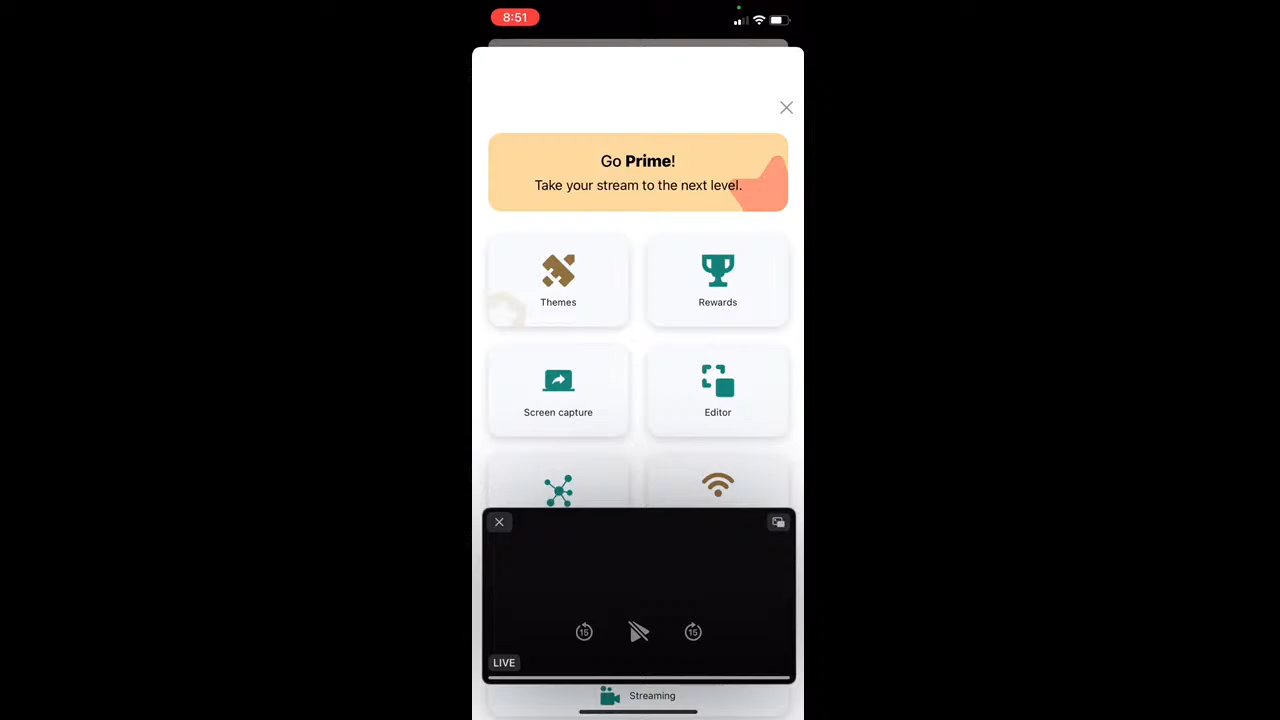 8:51
Go Prime!
Take your stream to the next level.
Themes
Rewards
Screen capture
Editor
15
15
LIVE
Streaming